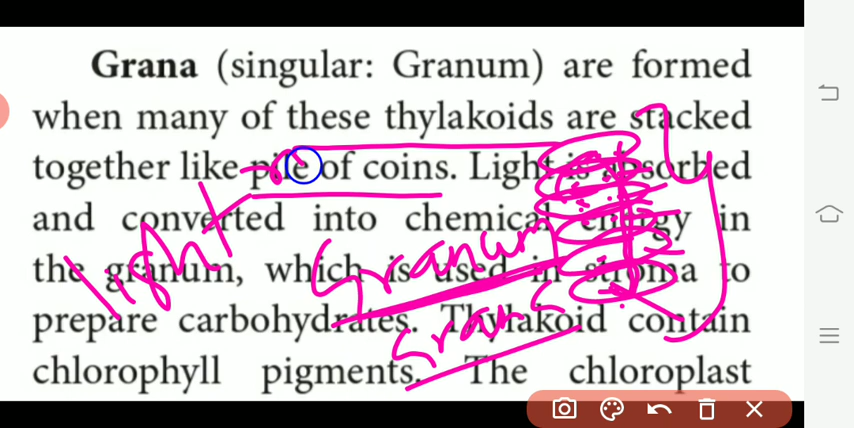 Grana (singular: Granum) are formed
when many of these thylakoids are stacked
together like pile of coins. Light is absorbed
and converted into chemical energy in
the granum, which is used in stroma to
prepare carbohydrates. Thylakoid contain
chlorophyll pigments. The chloroplast
light
Granum
Grana